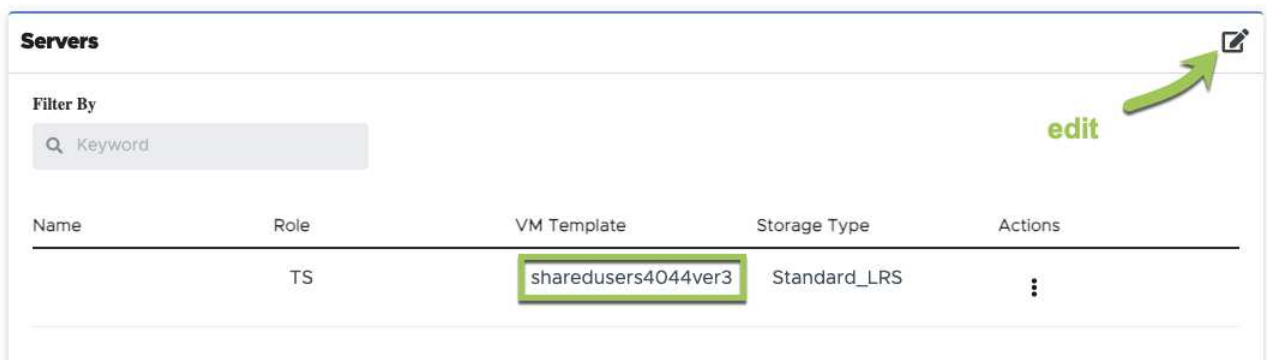 Servers
Filter By
edit
Keyword
Name Role VM Template Storage Type Actions
TS sharedusers4044ver3 Standard_LRS